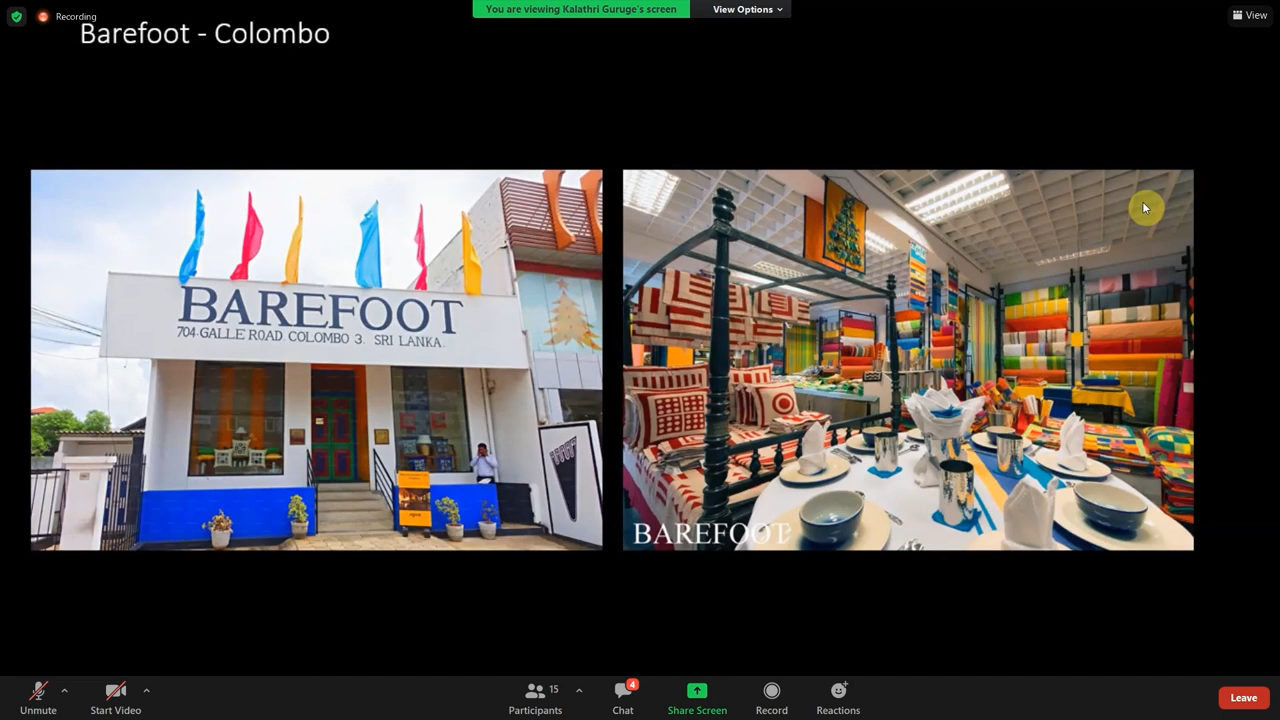 You are viewing Kalathri Guruge's screen
View Options
Recording
View
Barefoot - Colombo
BAREFOOT
704·GALLE ROAD COLOMBO 3. SRI LANKA.
BAREFOOT
Unmute
Start Video
15
Participants
4
Chat
Share Screen
Record
Reactions
Leave